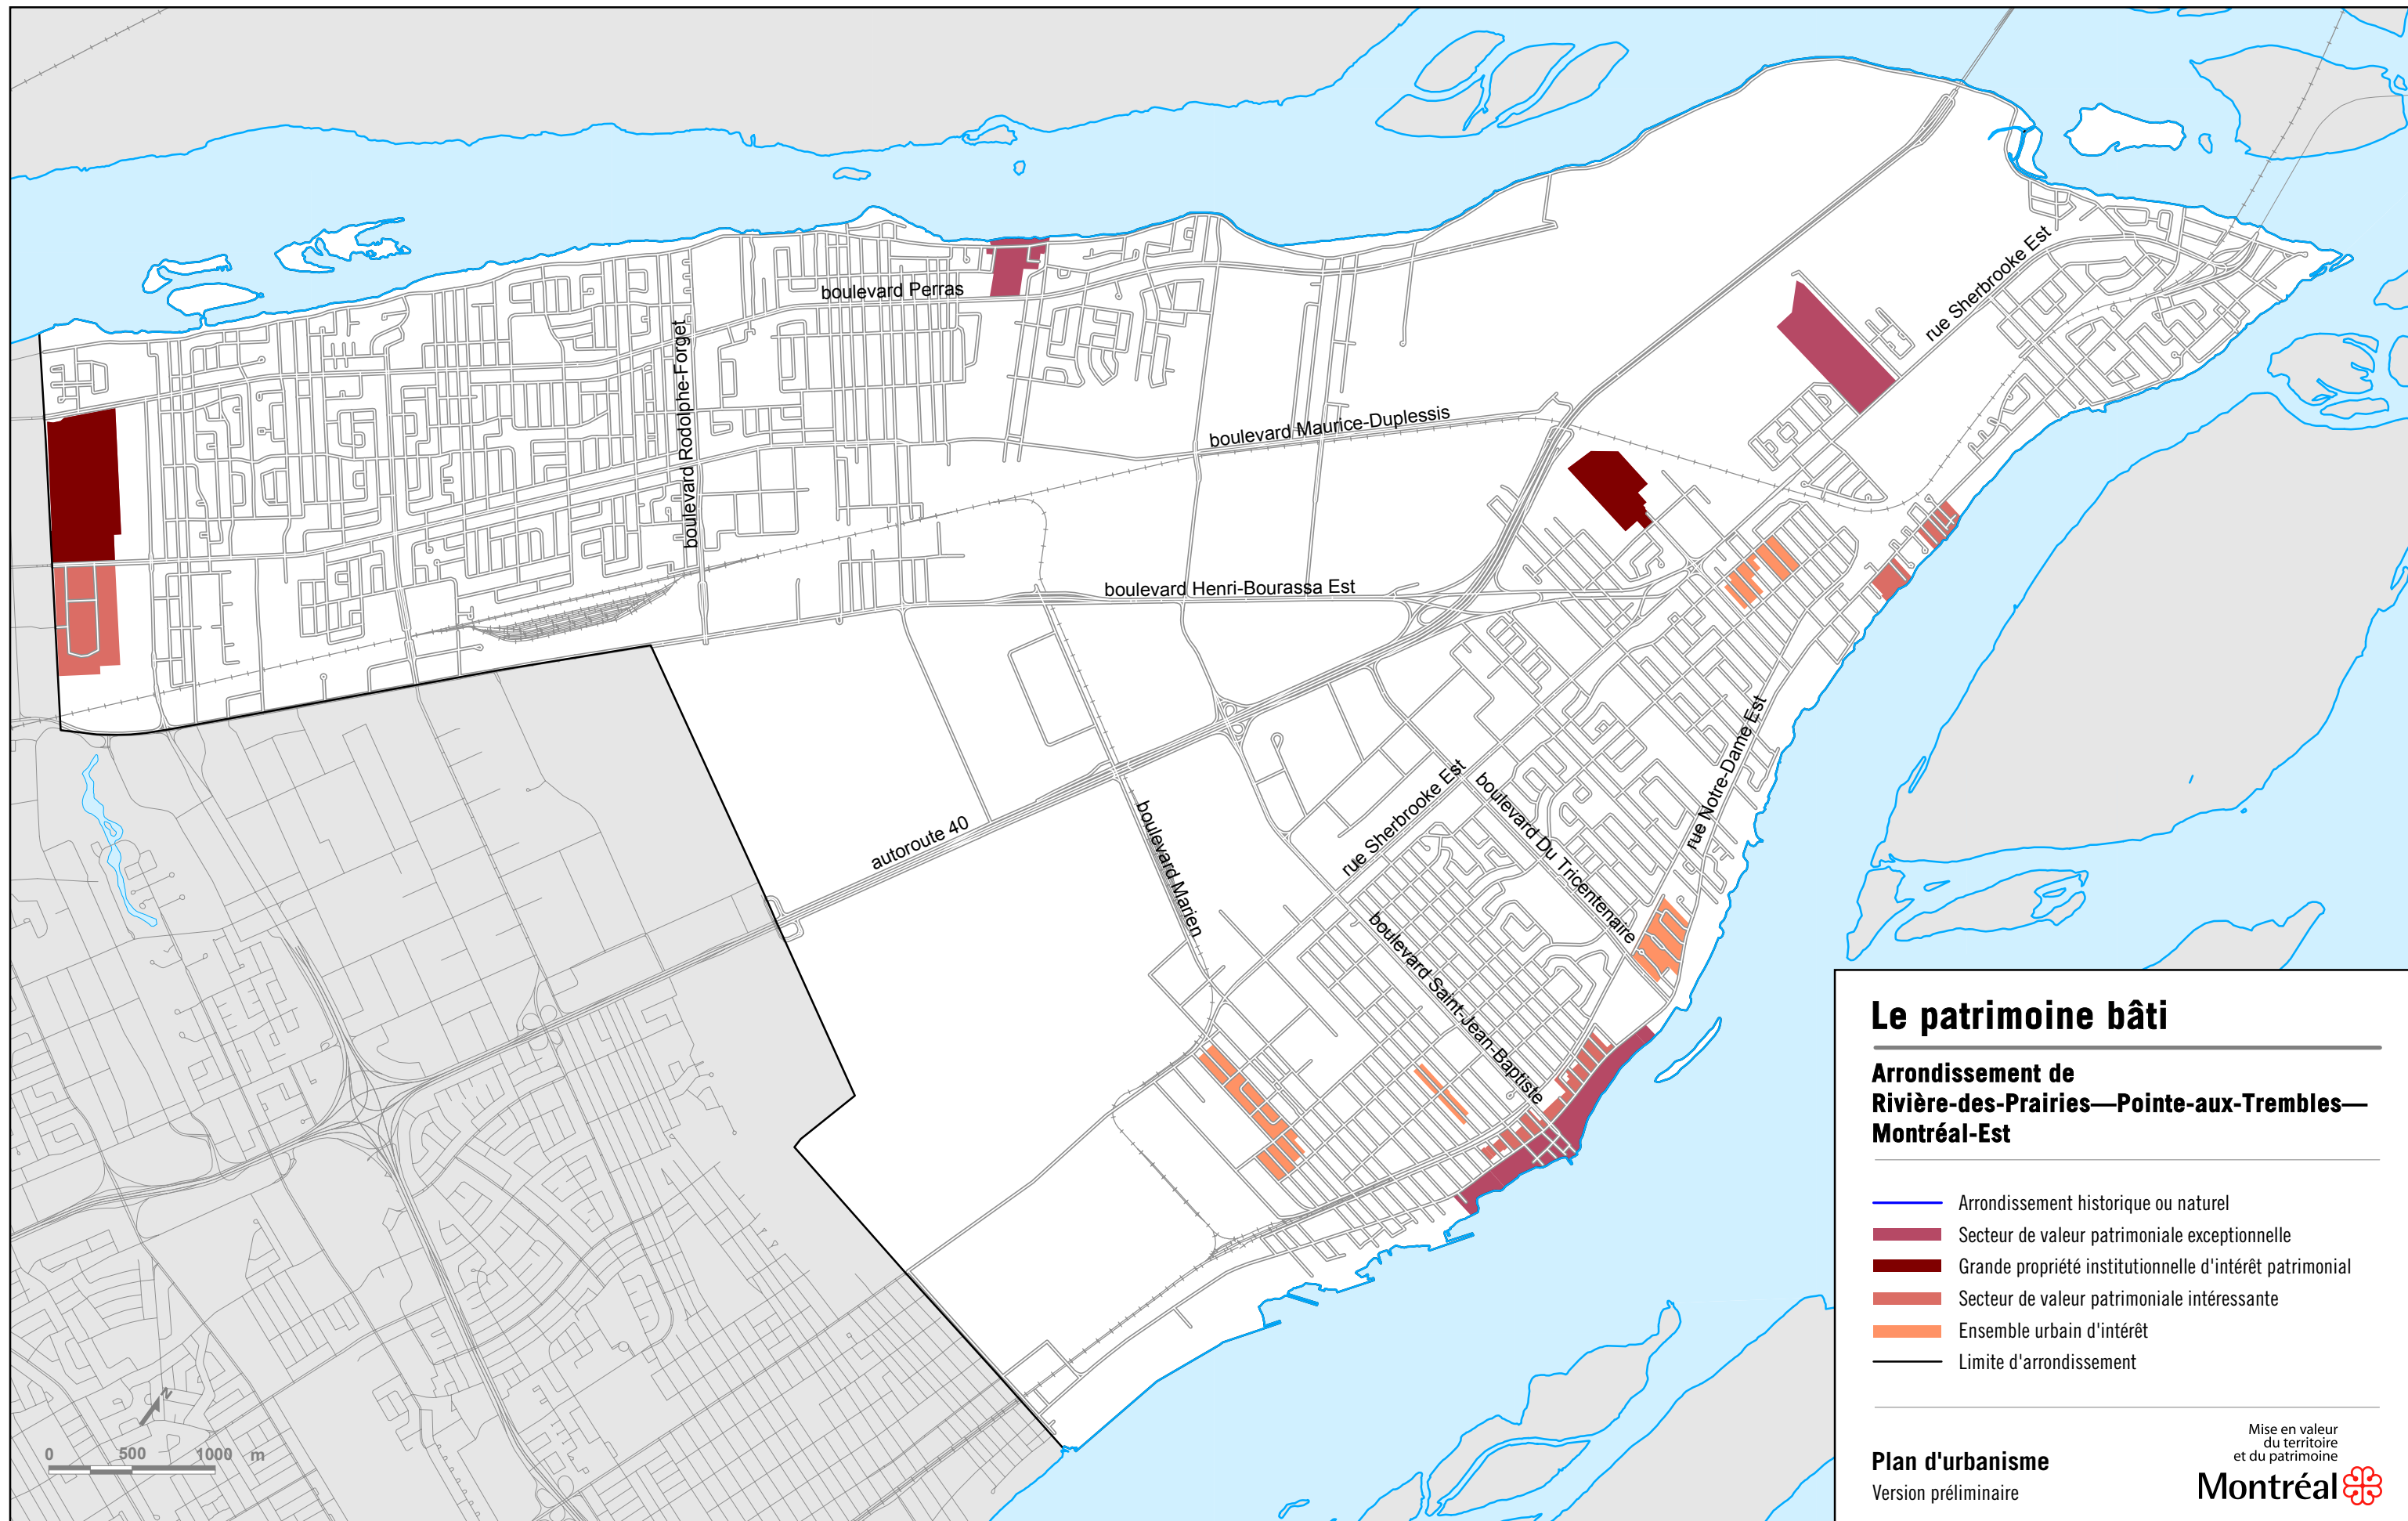 boulevard Perras
rue Sherbrooke Est
boulevard Rodolphe-Forget
boulevard Maurice-Duplessis
boulevard Henri-Bourassa Est
rue Notre-Dame Est
rue Sherbrooke Est
boulevard Du Tricentenaire
autoroute 40
boulevard Marien
boulevard Saint-Jean-Baptiste
Le patrimoine bâti
Arrondissement de
Rivière-des-Prairies—Pointe-aux-Trembles—
Montréal-Est
Arrondissement historique ou naturel
Secteur de valeur patrimoniale exceptionnelle
Grande propriété institutionnelle d'intérêt patrimonial
Secteur de valeur patrimoniale intéressante
Ensemble urbain d'intérêt
Limite d'arrondissement
N
0 500 1000 m
Mise en valeur
du territoire
et du patrimoine
Plan d'urbanisme
Version préliminaire
Montréal